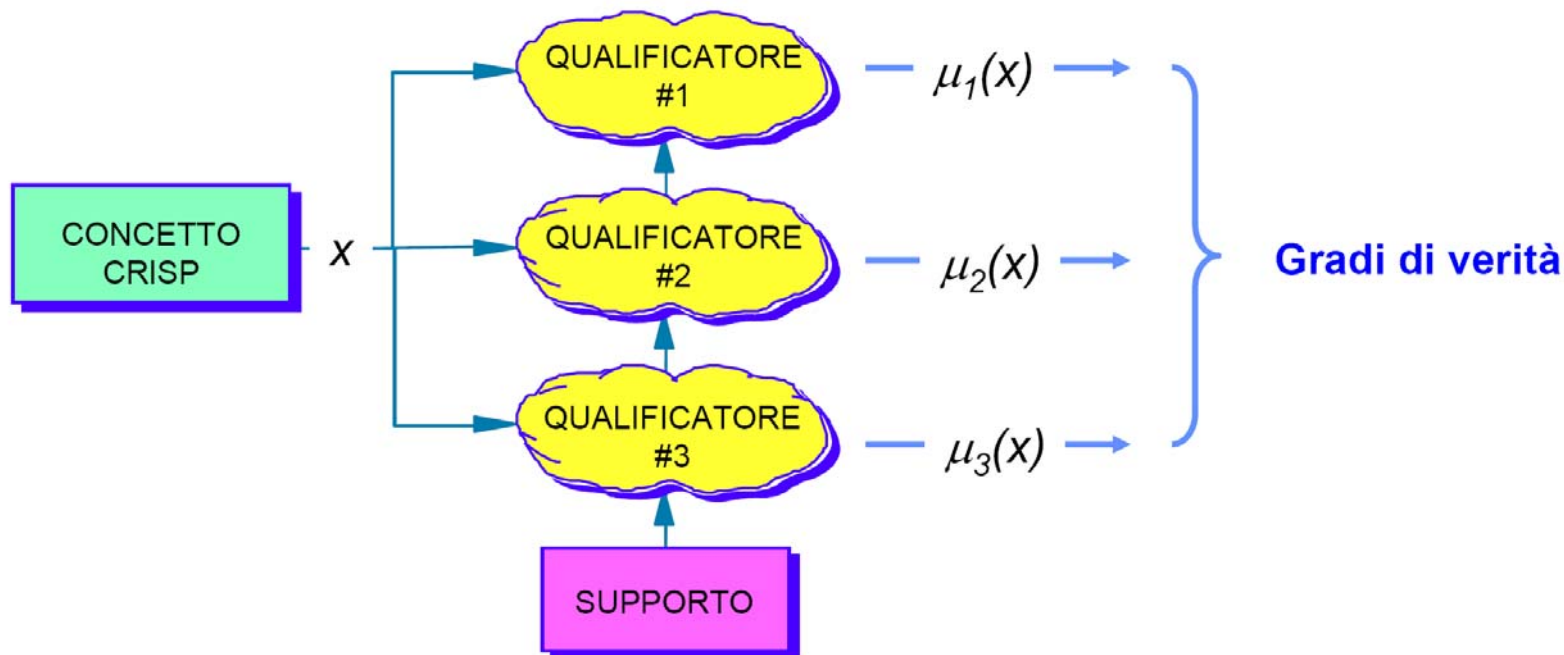 QUALIFICATORE
#1
μ₁(x)
CONCETTO
CRISP
x
QUALIFICATORE
#2
μ₂(x)
Gradi di verità
QUALIFICATORE
#3
μ₃(x)
SUPPORTO